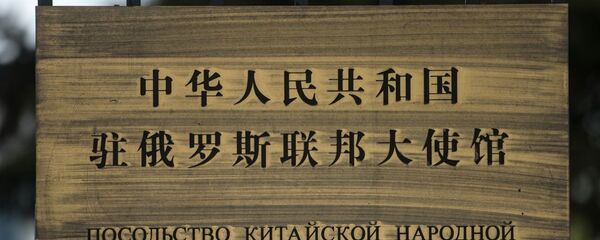 中华人民共和国
驻俄罗斯联邦大使馆
ПОСОЛЬСТВО КИТАЙСКОЙ НАРОДНОЙ